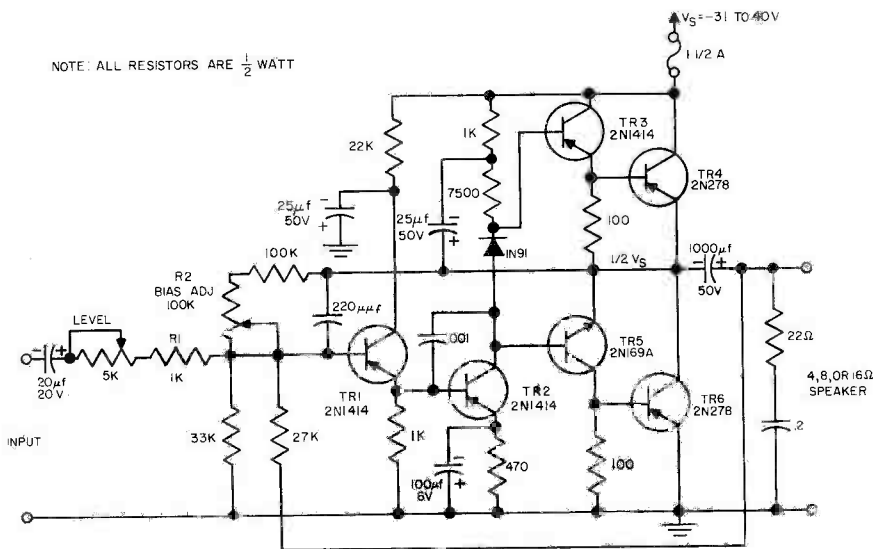 V_S = -31 TO 40V
1 1/2 A
NOTE: ALL RESISTORS ARE 1/2 WATT
TR3
2N1414
1K
22K
TR4
2N278
7500
25µf
50V
25µf
50V
100
1N91
1000µf
50V
1/2 V_S
100K
R2
BIAS ADJ
100K
220µµf
LEVEL
R1
.001
TR5
2N169A
22Ω
20µf
20V
5K
1K
TR1
2N1414
TR2
2N1414
TR6
2N278
4,8,OR 16Ω
SPEAKER
INPUT
33K
27K
1K
100µf
6V
470
100
.2